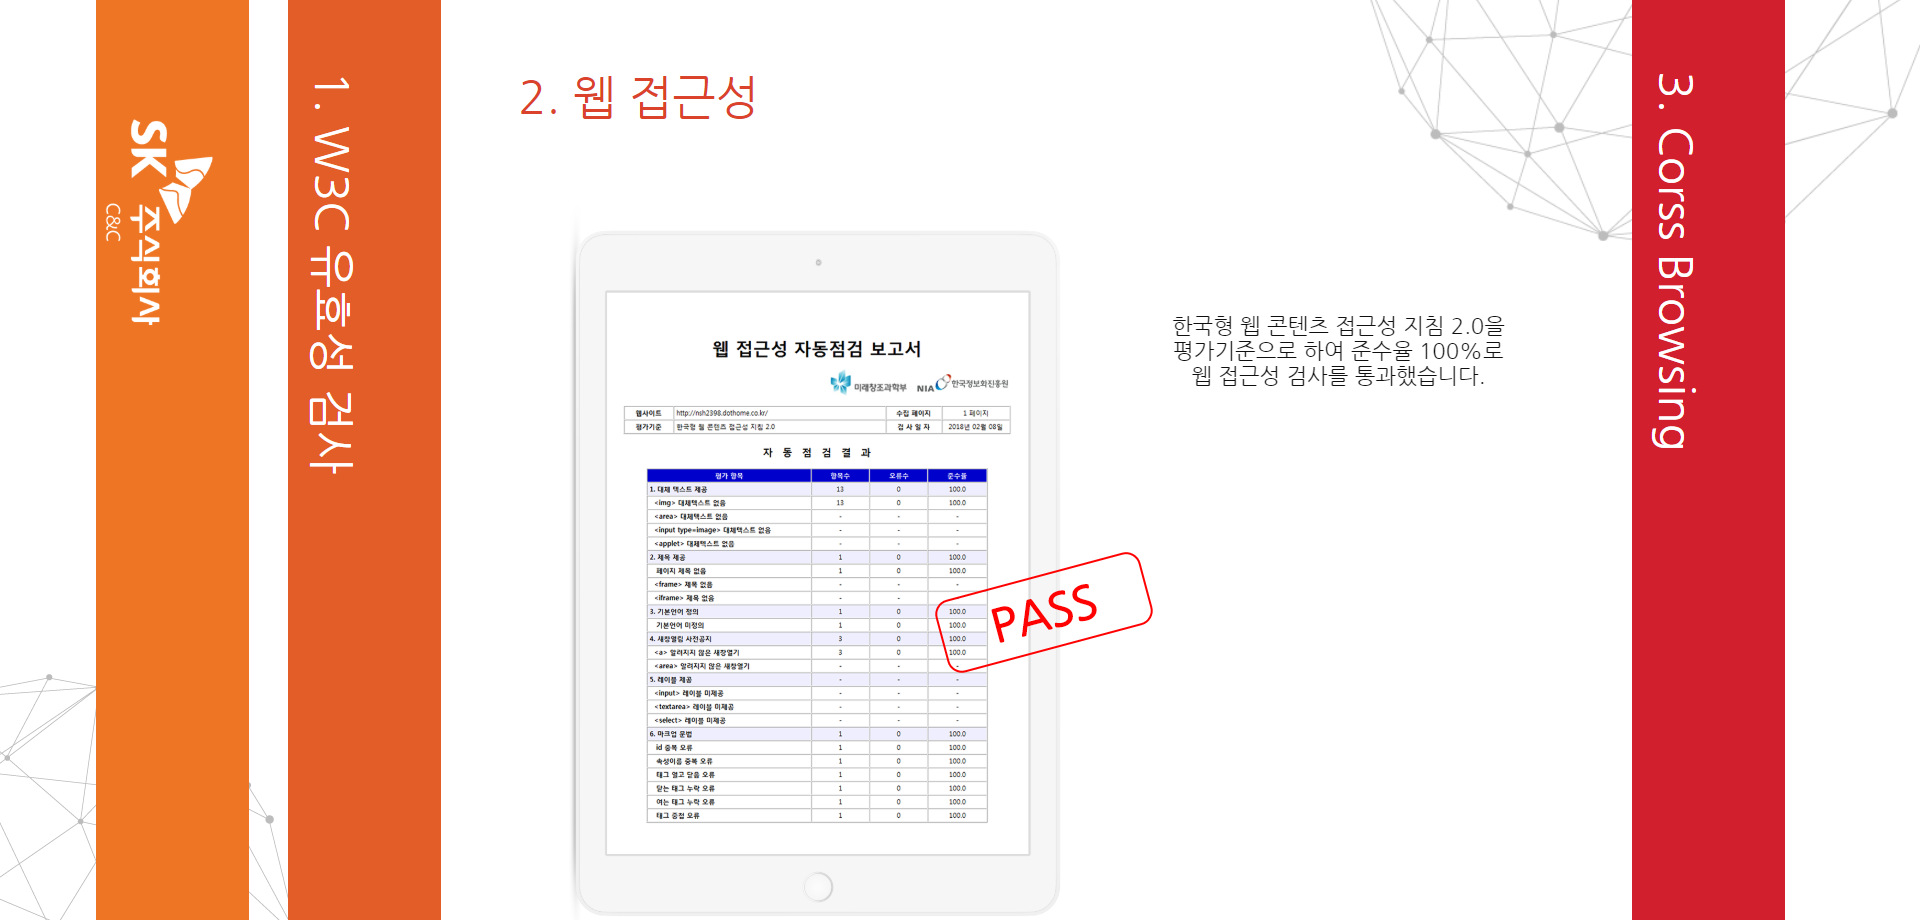 SK 주식회사
C&C
1. W3C 유효성 검사
2. 웹 접근성
웹 접근성 자동점검 보고서
미래창조과학부 NIA 한국정보화진흥원
웹사이트 http://nsh2398.dothome.co.kr/ 수집 페이지 1 페이지
평가기준 한국형 웹 콘텐츠 접근성 지침 2.0 검 사 일 자 2018년 02월 08일
자 동 점 검 결 과
평가 항목 항목수 오류수 준수율
1. 대체 텍스트 제공 13 0 100.0
<img> 대체텍스트 없음 13 0 100.0
<area> 대체텍스트 없음 - - -
<input type=image> 대체텍스트 없음 - - -
<applet> 대체텍스트 없음 - - -
2. 제목 제공 1 0 100.0
페이지 제목 없음 1 0 100.0
<frame> 제목 없음 - - -
<iframe> 제목 없음 - -
3. 기본언어 정의 1 0 100.0
기본언어 미정의 1 0 100.0
4. 새창열림 사전공지 3 0 100.0
<a> 알려지지 않은 새창열기 3 0 100.0
<area> 알려지지 않은 새창열기 - - -
5. 레이블 제공 - - -
<input> 레이블 미제공 - - -
<textarea> 레이블 미제공 - - -
<select> 레이블 미제공 - - -
6. 마크업 문법 1 0 100.0
id 중복 오류 1 0 100.0
속성이름 중복 오류 1 0 100.0
태그 열고 닫음 오류 1 0 100.0
닫는 태그 누락 오류 1 0 100.0
여는 태그 누락 오류 1 0 100.0
태그 중첩 오류 1 0 100.0
PASS
한국형 웹 콘텐츠 접근성 지침 2.0을
평가기준으로 하여 준수율 100%로
웹 접근성 검사를 통과했습니다.
3. Corss Browsing